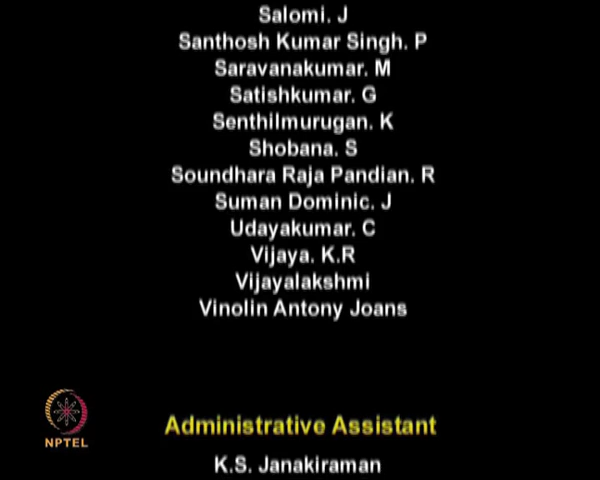 Salomi. J
Santhosh Kumar Singh. P
Saravanakumar. M
Satishkumar. G
Senthilmurugan. K
Shobana. S
Soundhara Raja Pandian. R
Suman Dominic. J
Udayakumar. C
Vijaya. K.R
Vijayalakshmi
Vinolin Antony Joans
NPTEL
Administrative Assistant
K.S. Janakiraman